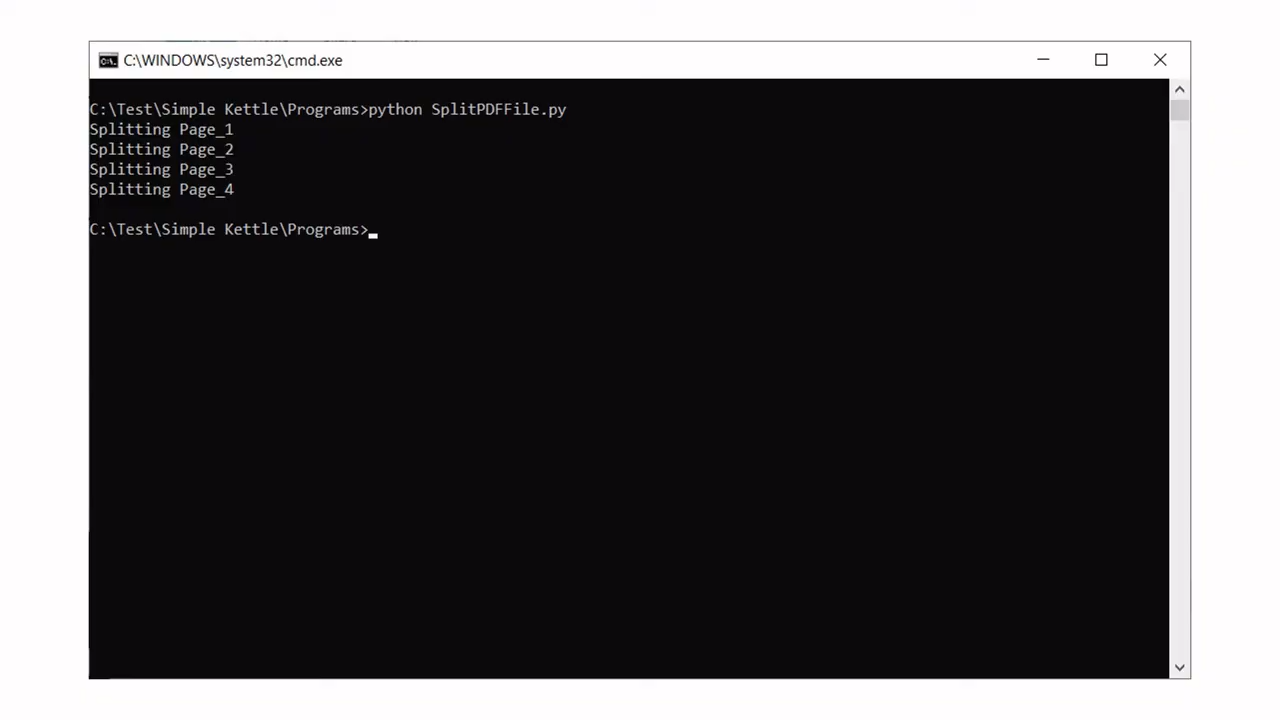 C:\WINDOWS\system32\cmd.exe
C:\Test\Simple Kettle\Programs>python SplitPDFFile.py
Splitting Page_1
Splitting Page_2
Splitting Page_3
Splitting Page_4
C:\Test\Simple Kettle\Programs>